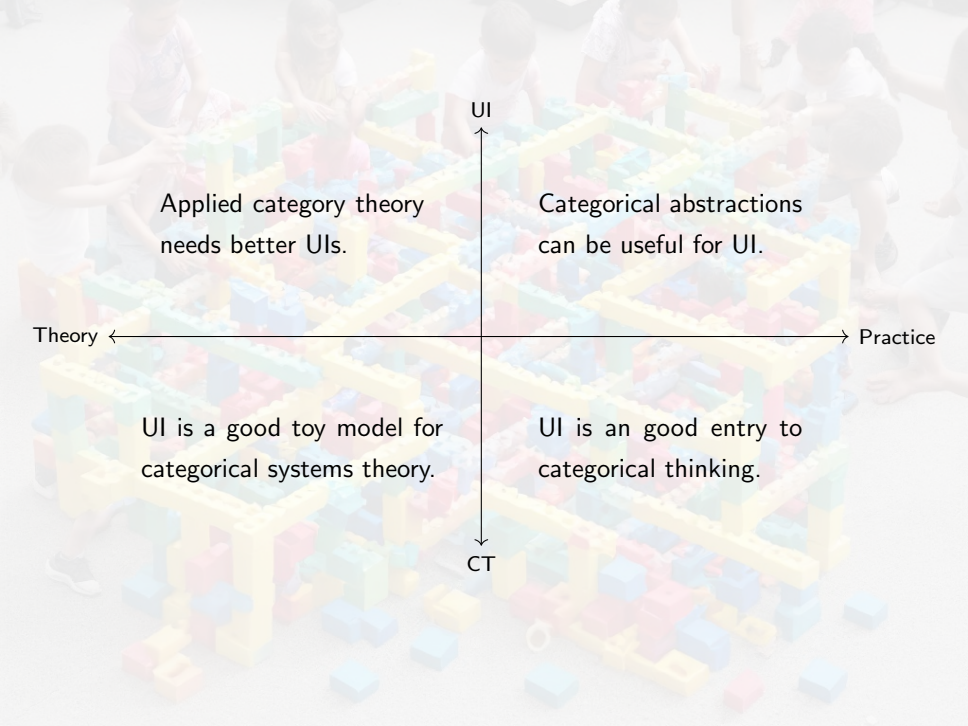 UI
Applied category theory
needs better UIs.
Categorical abstractions
can be useful for UI.
Theory
Practice
UI is a good toy model for
categorical systems theory.
UI is an good entry to
categorical thinking.
CT